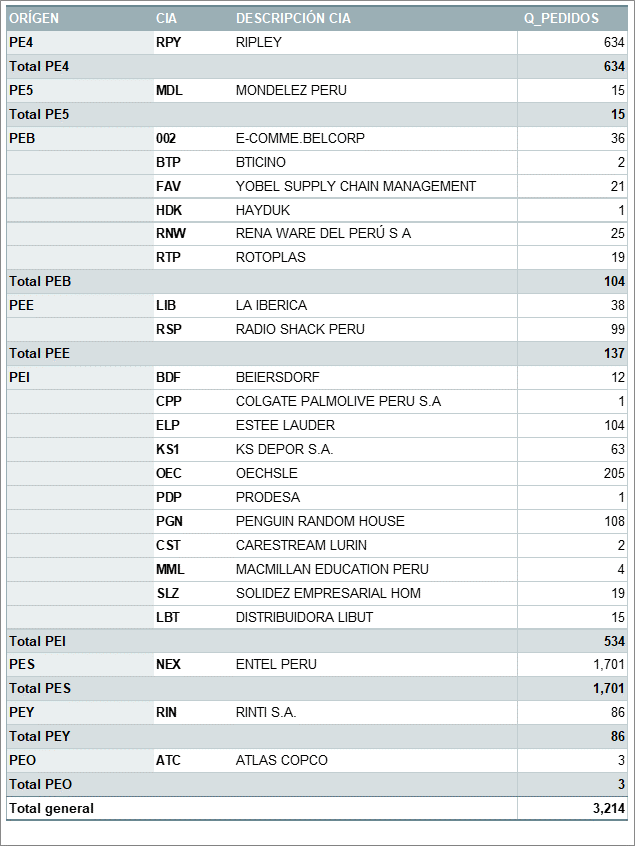 ORÍGEN CIA DESCRIPCIÓN CIA Q_PEDIDOS
PE4 RPY RIPLEY 634
Total PE4 634
PE5 MDL MONDELEZ PERU 15
Total PE5 15
PEB 002 E-COMME.BELCORP 36
BTP BTICINO 2
FAV YOBEL SUPPLY CHAIN MANAGEMENT 21
HDK HAYDUK 1
RNW RENA WARE DEL PERÚ S A 25
RTP ROTOPLAS 19
Total PEB 104
PEE LIB LA IBERICA 38
RSP RADIO SHACK PERU 99
Total PEE 137
PEI BDF BEIERSDORF 12
CPP COLGATE PALMOLIVE PERU S.A 1
ELP ESTEE LAUDER 104
KS1 KS DEPOR S.A. 63
OEC OECHSLE 205
PDP PRODESA 1
PGN PENGUIN RANDOM HOUSE 108
CST CARESTREAM LURIN 2
MML MACMILLAN EDUCATION PERU 4
SLZ SOLIDEZ EMPRESARIAL HOM 19
LBT DISTRIBUIDORA LIBUT 15
Total PEI 534
PES NEX ENTEL PERU 1,701
Total PES 1,701
PEY RIN RINTI S.A. 86
Total PEY 86
PEO ATC ATLAS COPCO 3
Total PEO 3
Total general 3,214